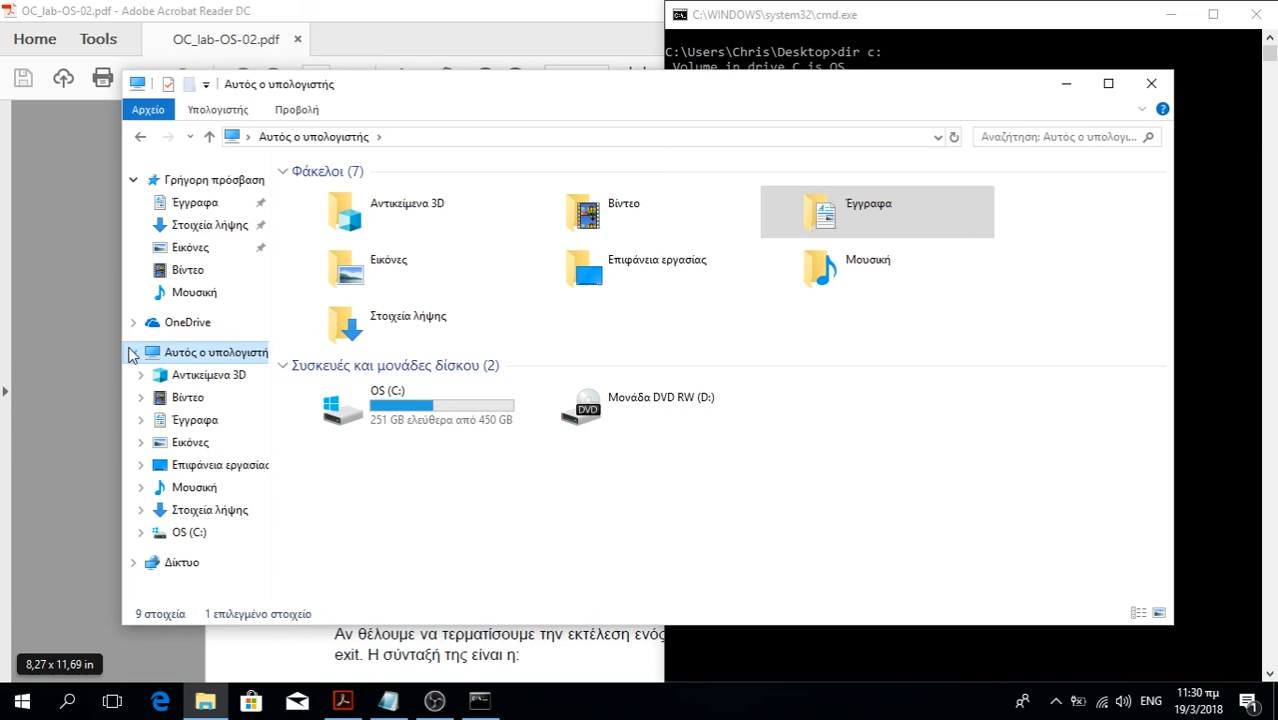 OC_lab-OS-02.pdf - Adobe Acrobat Reader DC
Home
Tools
OC_lab-OS-02.pdf
C:\WINDOWS\system32\cmd.exe
C:\Users\Chris\Desktop>dir c:
Volume in drive C is OS
Αυτός ο υπολογιστής
Αρχείο
Υπολογιστής
Προβολή
Αυτός ο υπολογιστής
Αναζήτηση: Αυτός ο υπολογι...
Γρήγορη πρόσβαση
Έγγραφα
Στοιχεία λήψης
Εικόνες
Βίντεο
Μουσική
OneDrive
Αυτός ο υπολογιστή
Αντικείμενα 3D
Βίντεο
Έγγραφα
Εικόνες
Επιφάνεια εργασίας
Μουσική
Στοιχεία λήψης
OS (C:)
Δίκτυο
Φάκελοι (7)
Αντικείμενα 3D
Βίντεο
Έγγραφα
Εικόνες
Επιφάνεια εργασίας
Μουσική
Στοιχεία λήψης
Συσκευές και μονάδες δίσκου (2)
OS (C:)
251 GB ελεύθερα από 450 GB
Μονάδα DVD RW (D:)
DVD
9 στοιχεία
1 επιλεγμένο στοιχείο
Αν θέλουμε να τερματίσουμε την εκτέλεση ενός
exit. Η σύνταξή της είναι η:
8,27 x 11,69 in
ENG
11:30 πμ
19/3/2018
1